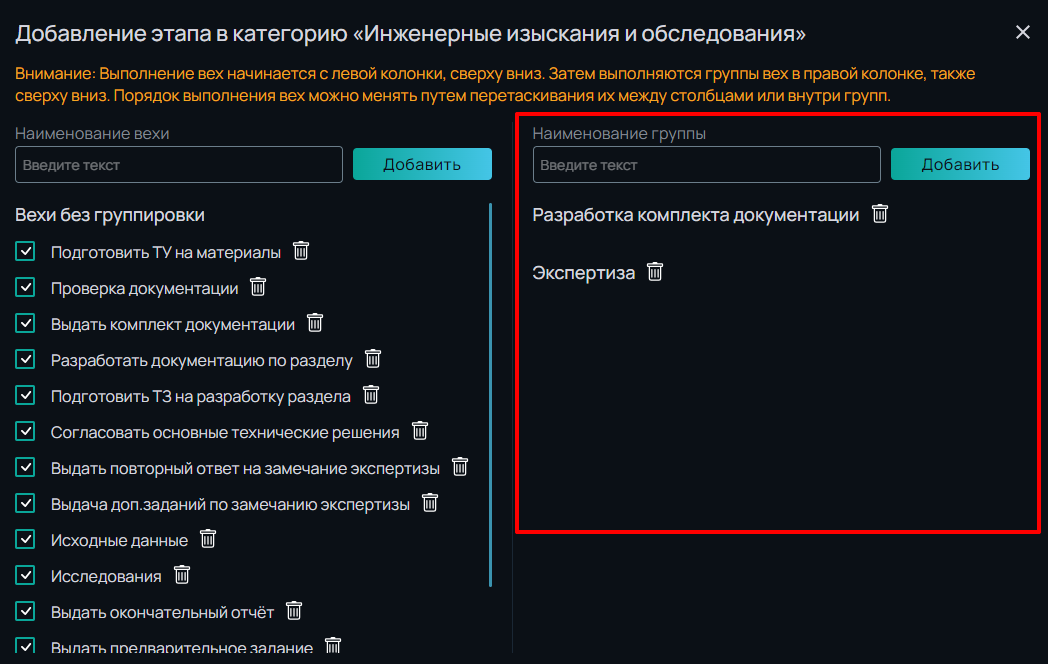 Добавление этапа в категорию «Инженерные изыскания и обследования»
Внимание: Выполнение вех начинается с левой колонки, сверху вниз. Затем выполняются группы вех в правой колонке, также
сверху вниз. Порядок выполнения вех можно менять путем перетаскивания их между столбцами или внутри групп.
Наименование вехи
Введите текст
Добавить
Вехи без группировки
Подготовить ТУ на материалы
Проверка документации
Выдать комплект документации
Разработать документацию по разделу
Подготовить ТЗ на разработку раздела
Согласовать основные технические решения
Выдать повторный ответ на замечание экспертизы
Выдача доп.заданий по замечанию экспертизы
Исходные данные
Исследования
Выдать окончательный отчёт
Выдать предварительное задание
Наименование группы
Введите текст
Добавить
Разработка комплекта документации
Экспертиза